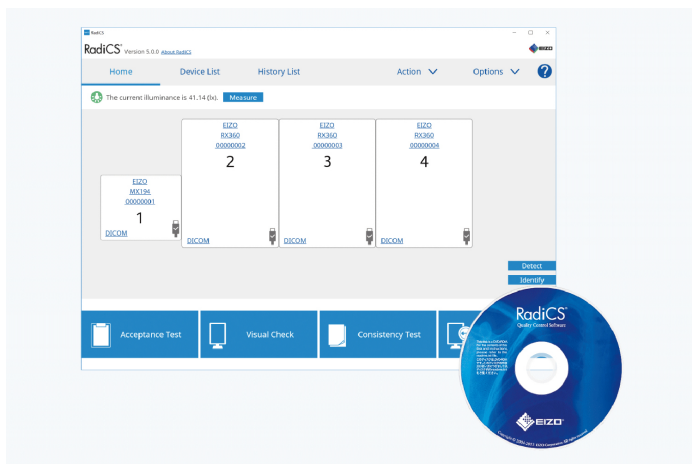 RadiCS
RadiCS® Version 5.0.0 About RadiCS
EIZO
Home Device List History List Action Options ?
The current illuminance is 41.14 (lx). Measure
EIZO
MX194
00000001
1
DICOM
EIZO
RX360
00000002
2
DICOM
EIZO
RX360
00000003
3
DICOM
EIZO
RX360
00000004
4
DICOM
Detect
Identify
Acceptance Test
Visual Check
Consistency Test
RadiCS®
Quality Control Software
EIZO®